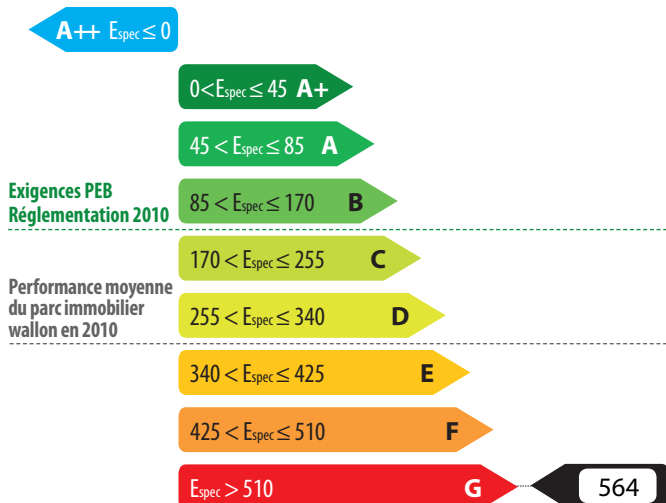 A++ Espec ≤ 0
0 < Espec ≤ 45 A+
45 < Espec ≤ 85 A
Exigences PEB
Réglementation 2010
85 < Espec ≤ 170 B
170 < Espec ≤ 255 C
Performance moyenne
du parc immobilier
wallon en 2010
255 < Espec ≤ 340 D
340 < Espec ≤ 425 E
425 < Espec ≤ 510 F
Espec > 510 G 564